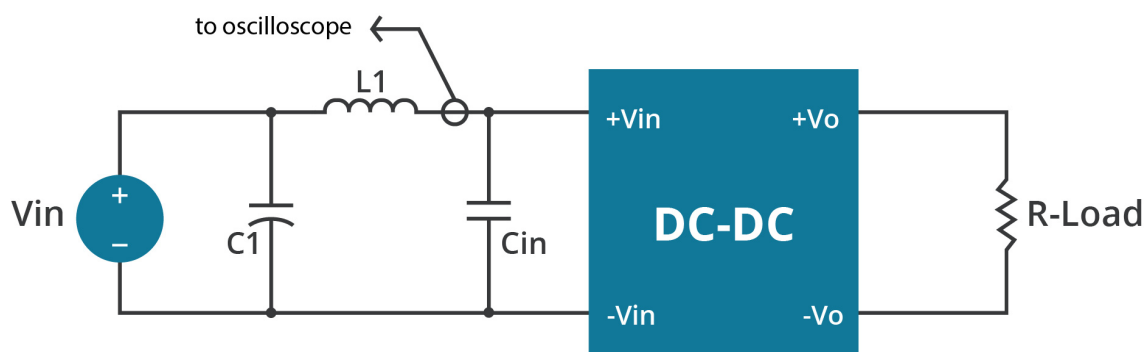 to oscilloscope
L1
+Vin
+Vo
+
Vin
−
C1
Cin
DC-DC
R-Load
-Vin
-Vo